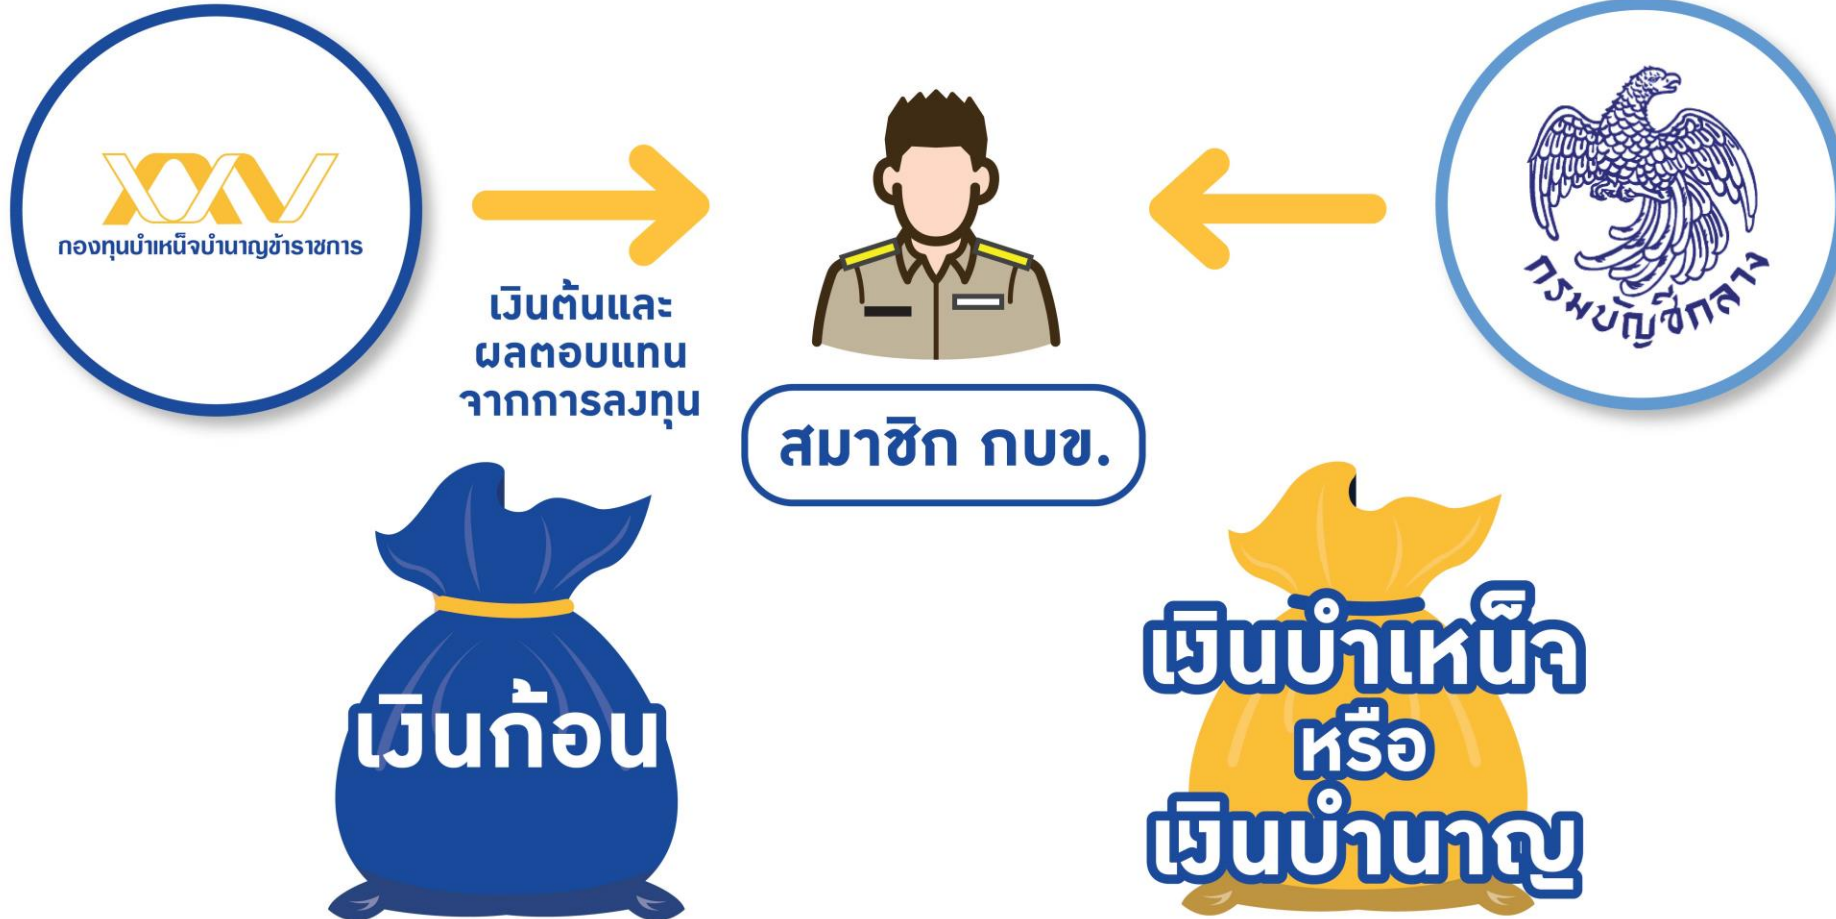 กองทุนบำเหน็จบำนาญข้าราชการ
เงินต้นและ
ผลตอบแทน
จากการลงทุน
สมาชิก กบข.
กรมบัญชีกลาง
เงินก้อน
เงินบำเหน็จ
หรือ
เงินบำนาญ